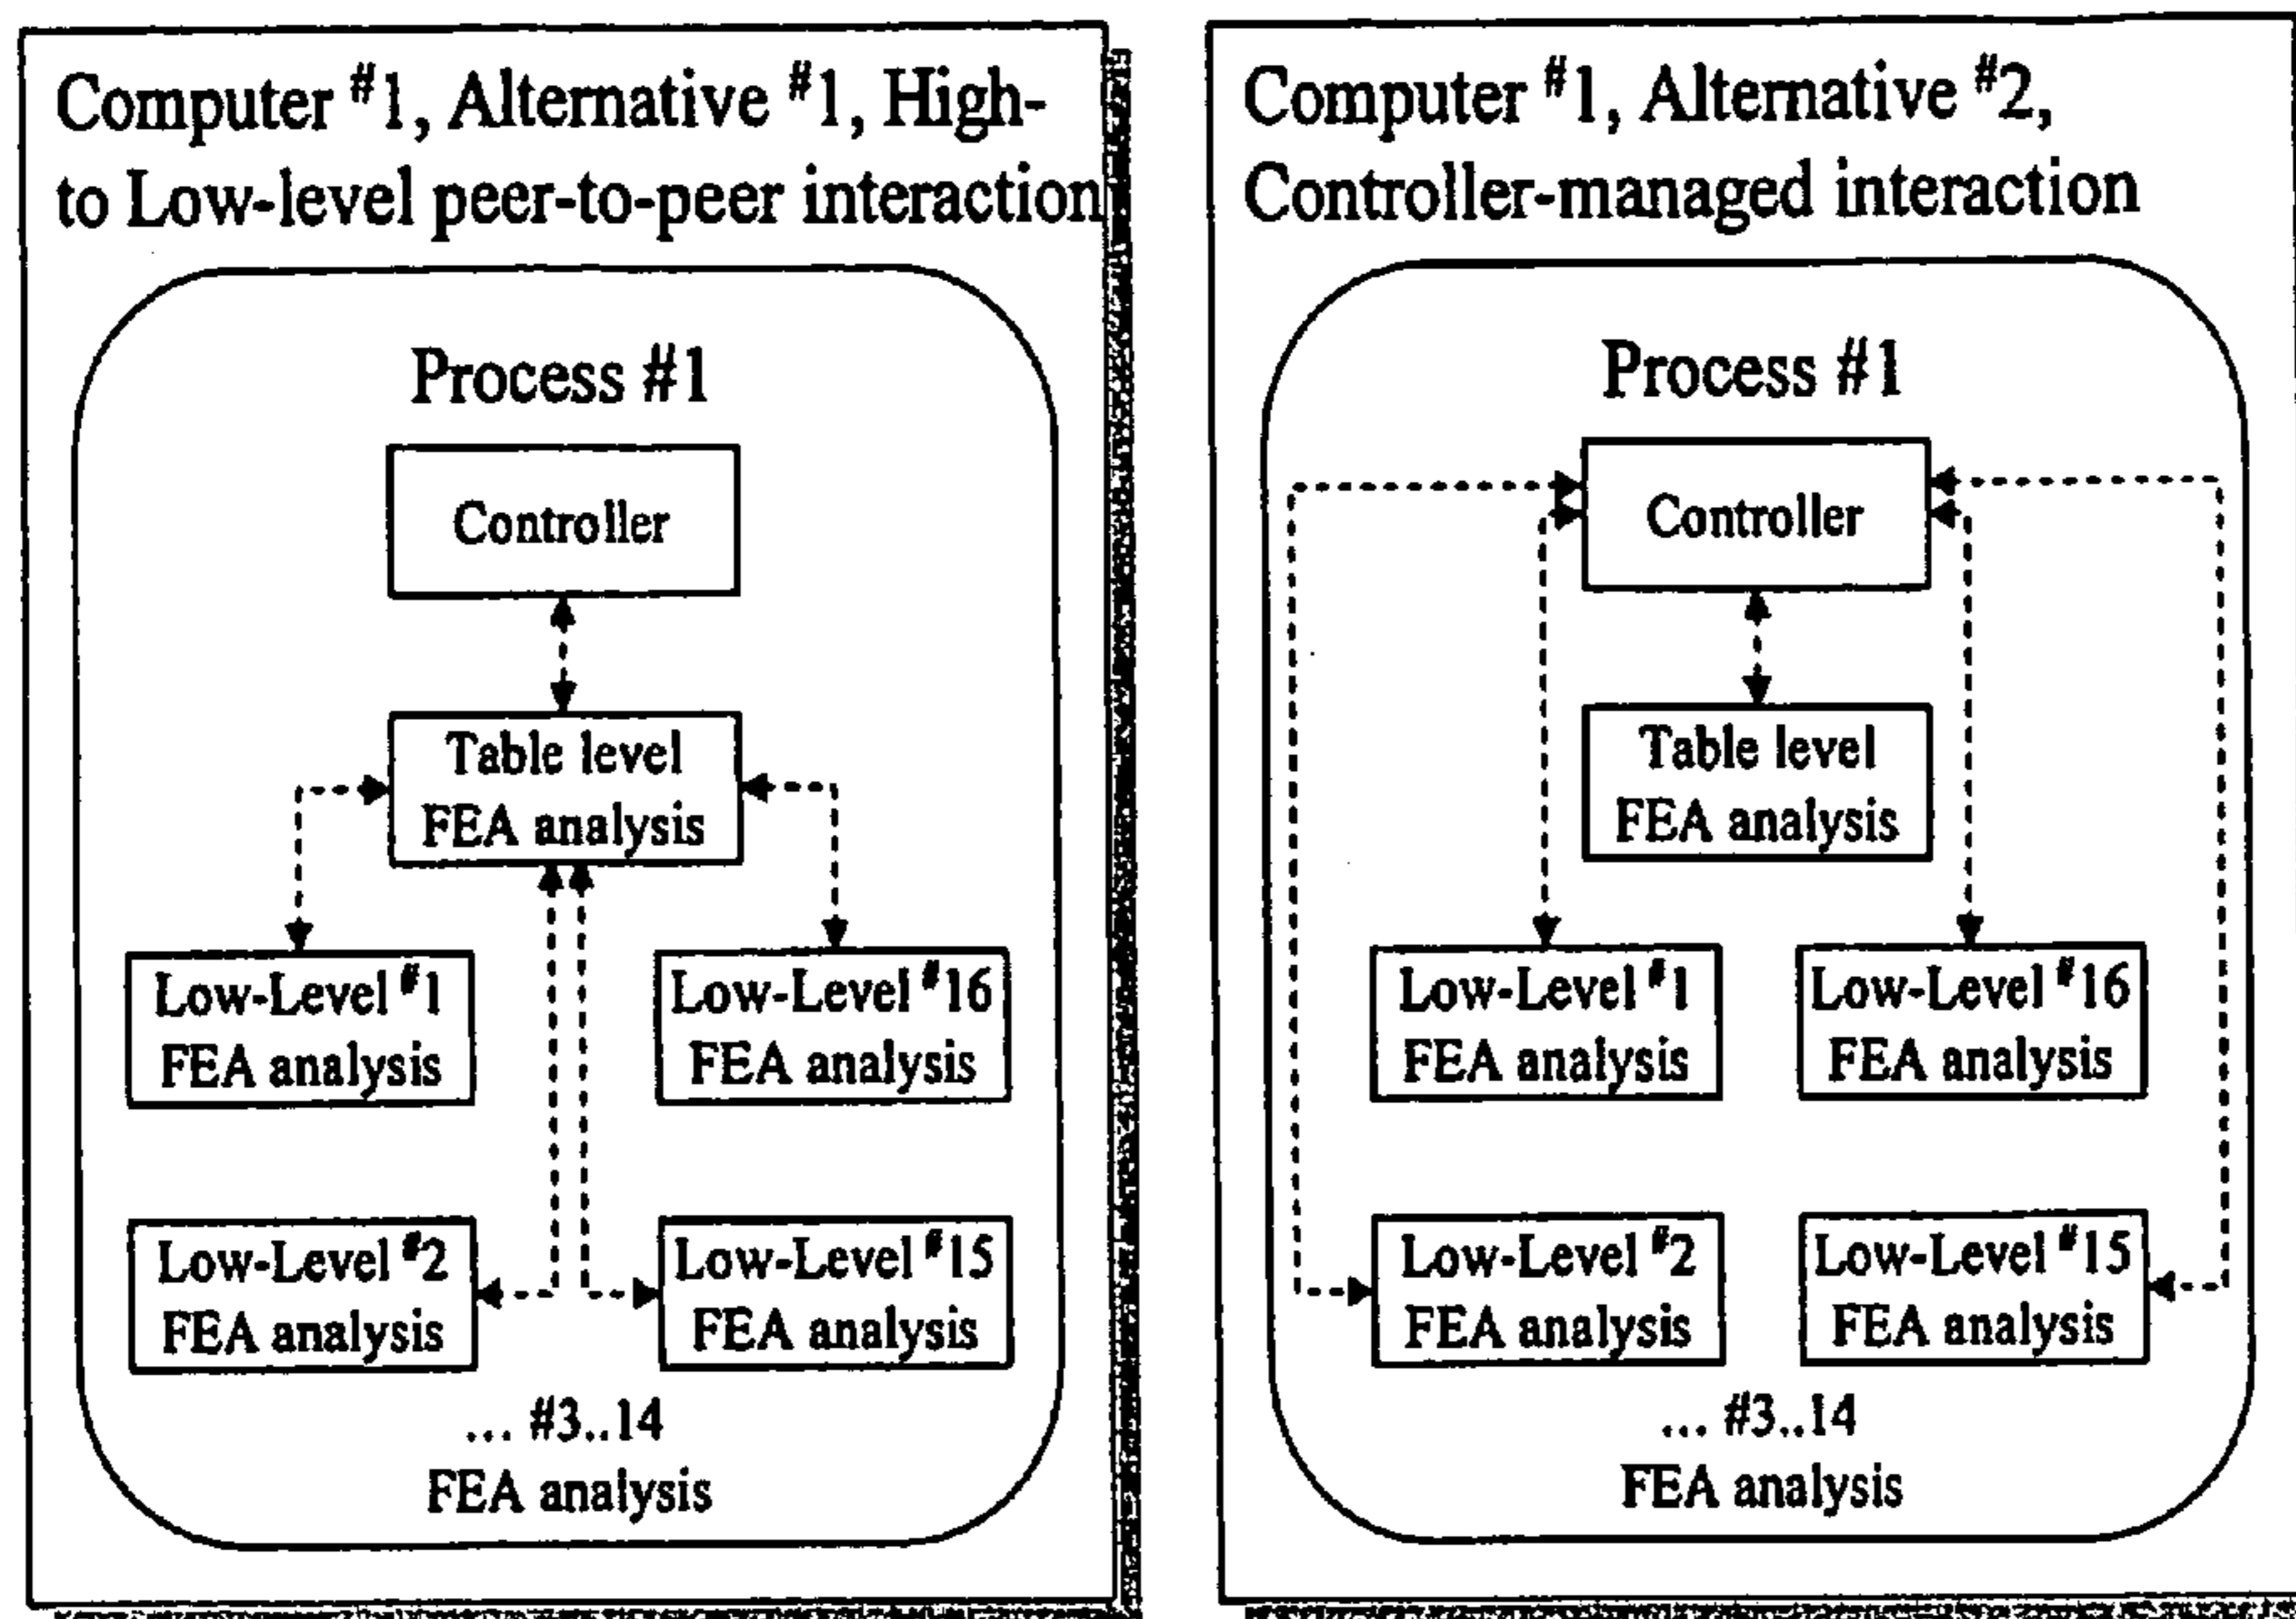 Computer #1, Alternative #1, High-
to Low-level peer-to-peer interaction
Process #1
Controller
Table level
FEA analysis
Low-Level #1
FEA analysis
Low-Level #16
FEA analysis
Low-Level #2
FEA analysis
Low-Level #15
FEA analysis
... #3..14
FEA analysis
Computer #1, Alternative #2,
Controller-managed interaction
Process #1
Controller
Table level
FEA analysis
Low-Level #1
FEA analysis
Low-Level #16
FEA analysis
Low-Level #2
FEA analysis
Low-Level #15
FEA analysis
... #3..14
FEA analysis